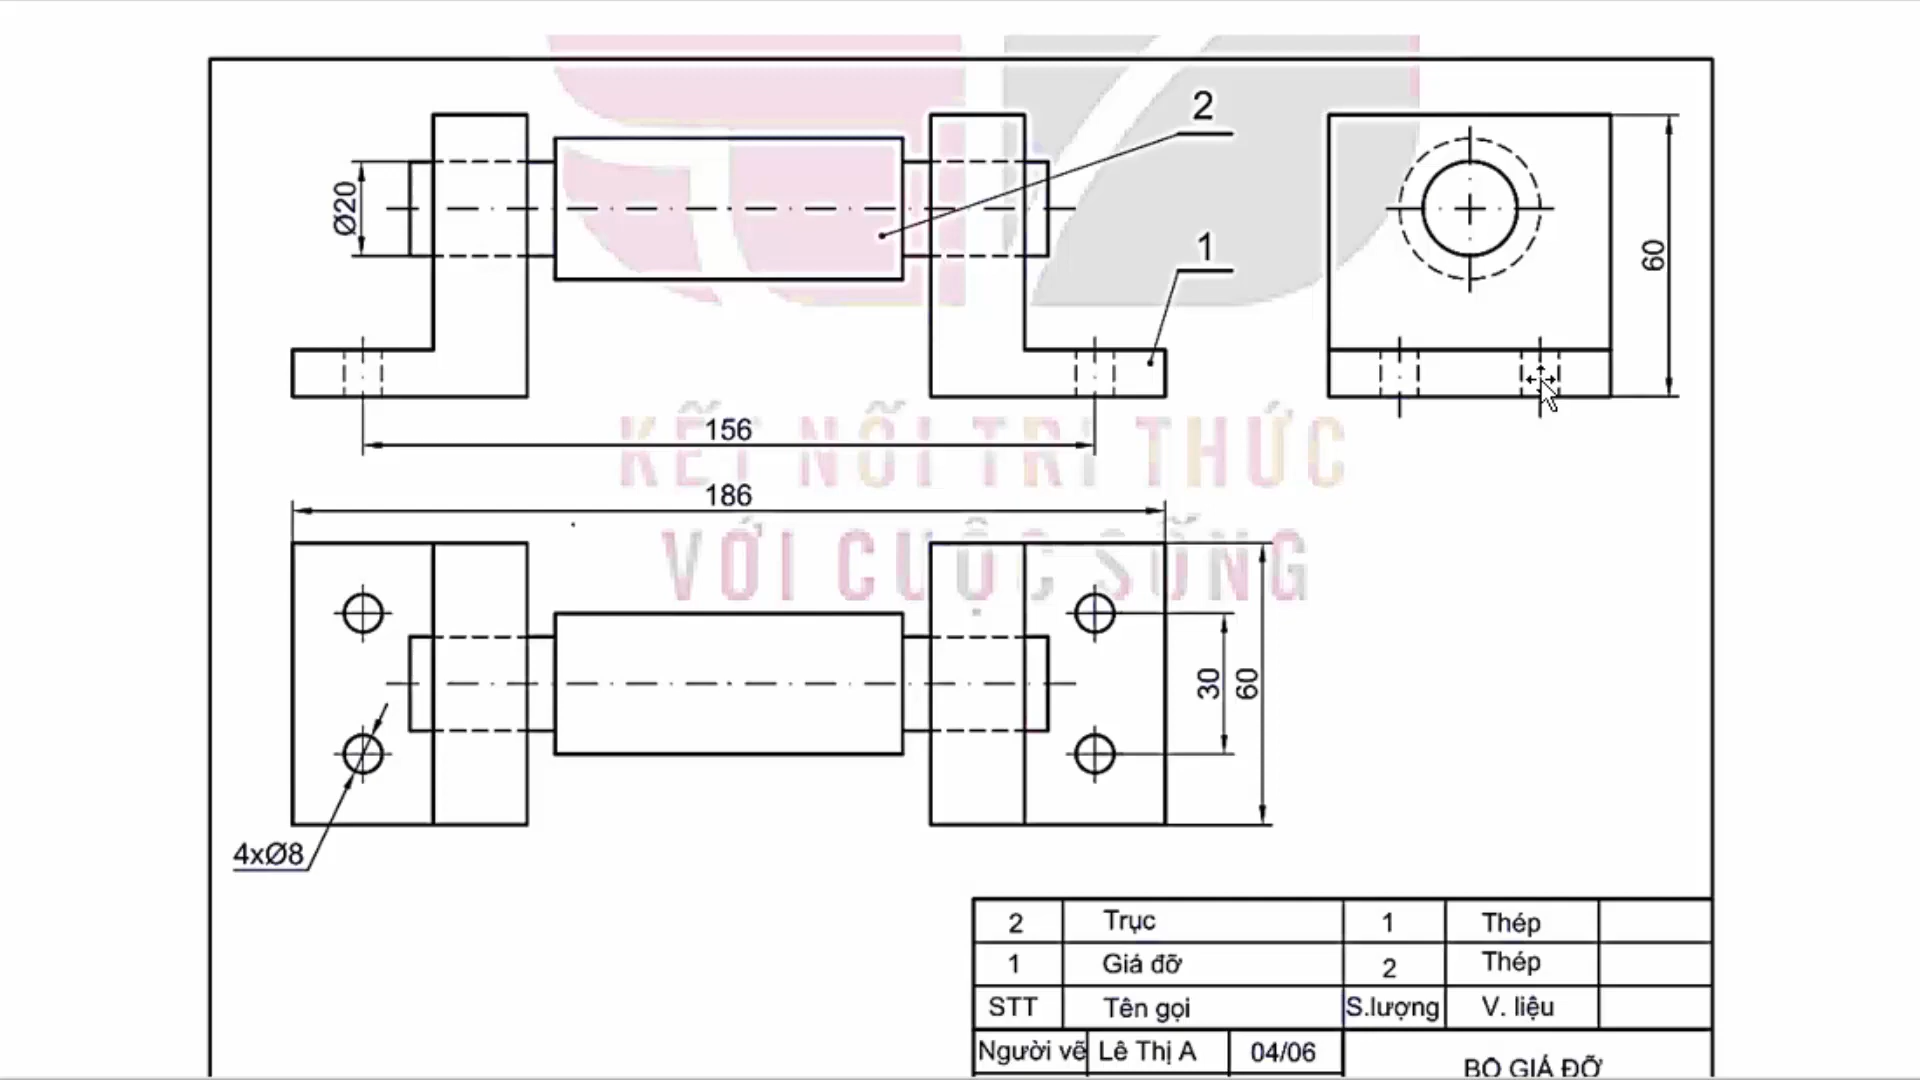 2
Ø20
1
60
156
KẾT NỐI TRI THỨC
186
VỚI CUỘC SỐNG
30
60
4xØ8
2 Trục 1 Thép
1 Giá đỡ 2 Thép
STT Tên gọi S.lượng V. liệu
Người vẽ Lê Thị A 04/06
BỘ GIÁ ĐỠ